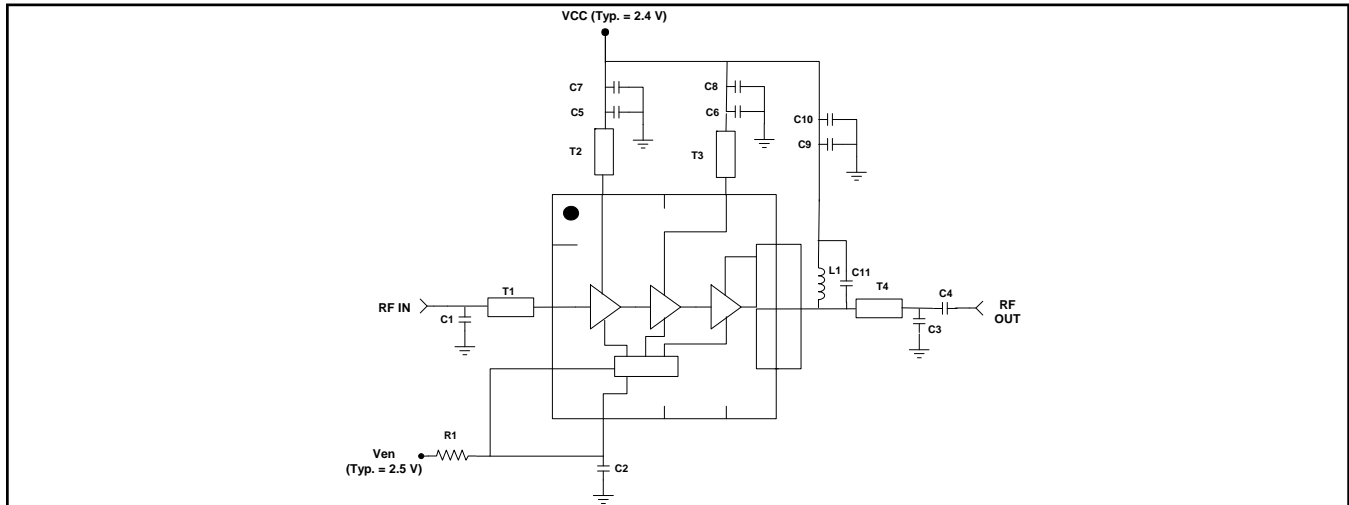 VCC (Typ. = 2.4 V)
C7
C8
C5
C6
C10
T2
T3
C9
L1
C11
T1
T4
C4
RF IN
RF
OUT
C1
C3
R1
Ven
(Typ. = 2.5 V)
C2